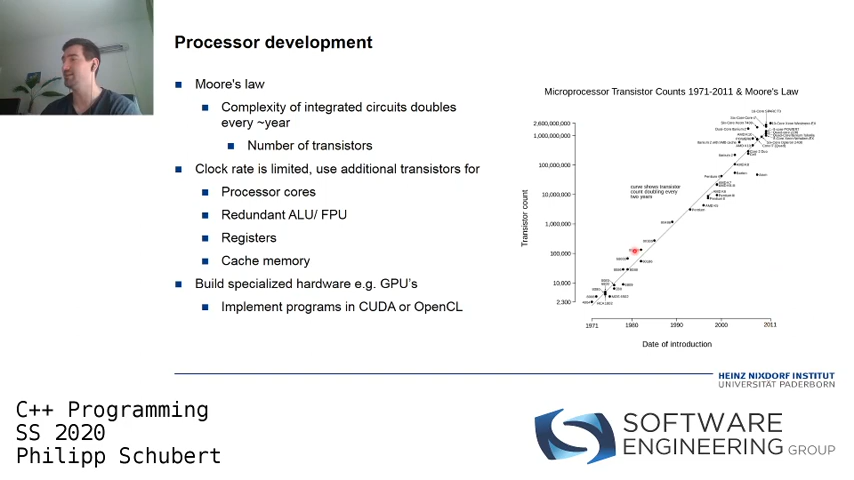 Processor development
Moore's law
Complexity of integrated circuits doubles
every ~year
Number of transistors
Clock rate is limited, use additional transistors for
Processor cores
Redundant ALU/ FPU
Registers
Cache memory
Build specialized hardware e.g. GPU's
Implement programs in CUDA or OpenCL
Microprocessor Transistor Counts 1971-2011 & Moore's Law
2,600,000,000
1,000,000,000
100,000,000
10,000,000
1,000,000
100,000
10,000
2,300
Transistor count
curve shows transistor
count doubling every
two years
1971
1980
1990
2000
2011
Date of introduction
HEINZ NIXDORF INSTITUT
UNIVERSITÄT PADERBORN
C++ Programming
SS 2020
Philipp Schubert
SOFTWARE
ENGINEERING GROUP